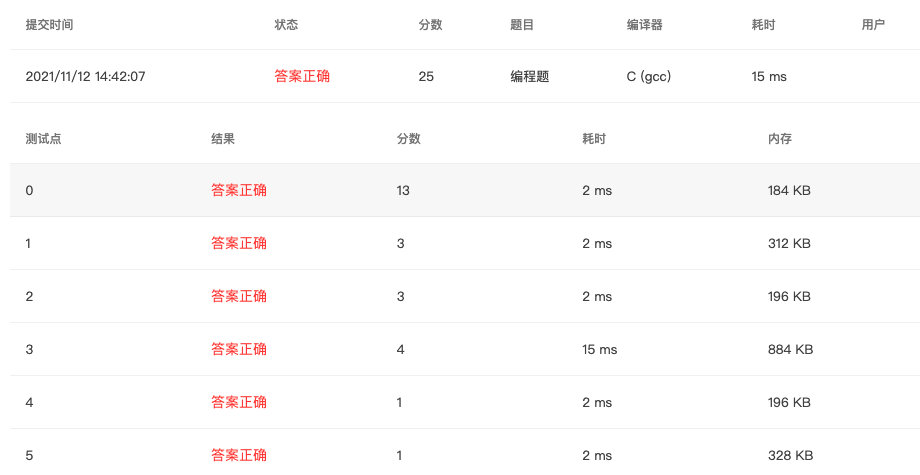 提交时间 状态 分数 题目 编译器 耗时 用户
2021/11/12 14:42:07 答案正确 25 编程题 C (gcc) 15 ms
测试点 结果 分数 耗时 内存
0 答案正确 13 2 ms 184 KB
1 答案正确 3 2 ms 312 KB
2 答案正确 3 2 ms 196 KB
3 答案正确 4 15 ms 884 KB
4 答案正确 1 2 ms 196 KB
5 答案正确 1 2 ms 328 KB